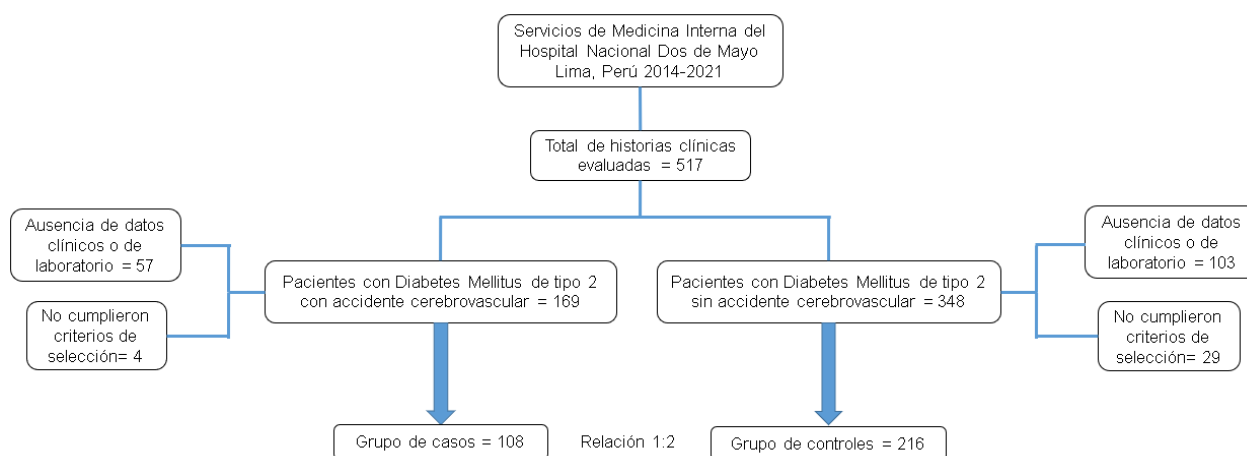 Servicios de Medicina Interna del
Hospital Nacional Dos de Mayo
Lima, Perú 2014-2021
Total de historias clínicas
evaluadas = 517
Ausencia de datos
clínicos o de
laboratorio = 57
No cumplieron
criterios de
selección= 4
Pacientes con Diabetes Mellitus de tipo 2
con accidente cerebrovascular = 169
Pacientes con Diabetes Mellitus de tipo 2
sin accidente cerebrovascular = 348
Ausencia de datos
clínicos o de
laboratorio = 103
No cumplieron
criterios de
selección= 29
Grupo de casos = 108
Relación 1:2
Grupo de controles = 216